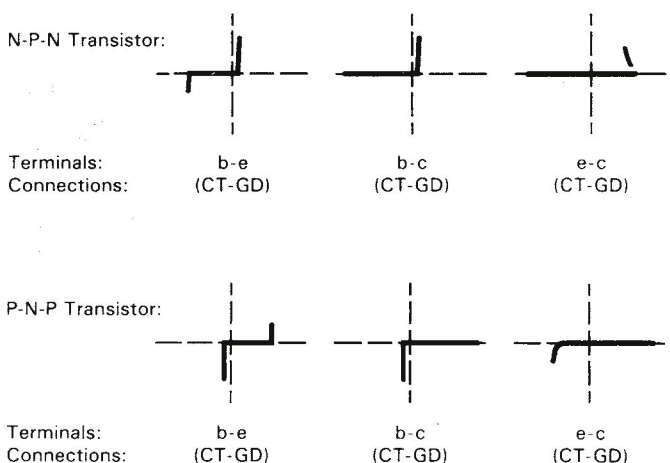 N-P-N Transistor:
Terminals: b-e b-c e-c
Connections: (CT-GD) (CT-GD) (CT-GD)
P-N-P Transistor:
Terminals: b-e b-c e-c
Connections: (CT-GD) (CT-GD) (CT-GD)